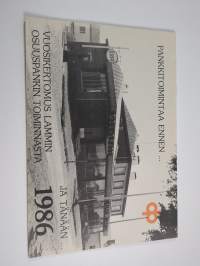 PANKKITOIMINTAA ENNEN ...
JA TÄNÄÄN
1986
VUOSIKERTOMUS LAMMIN
OSUUSPANKIN TOIMINNASTA